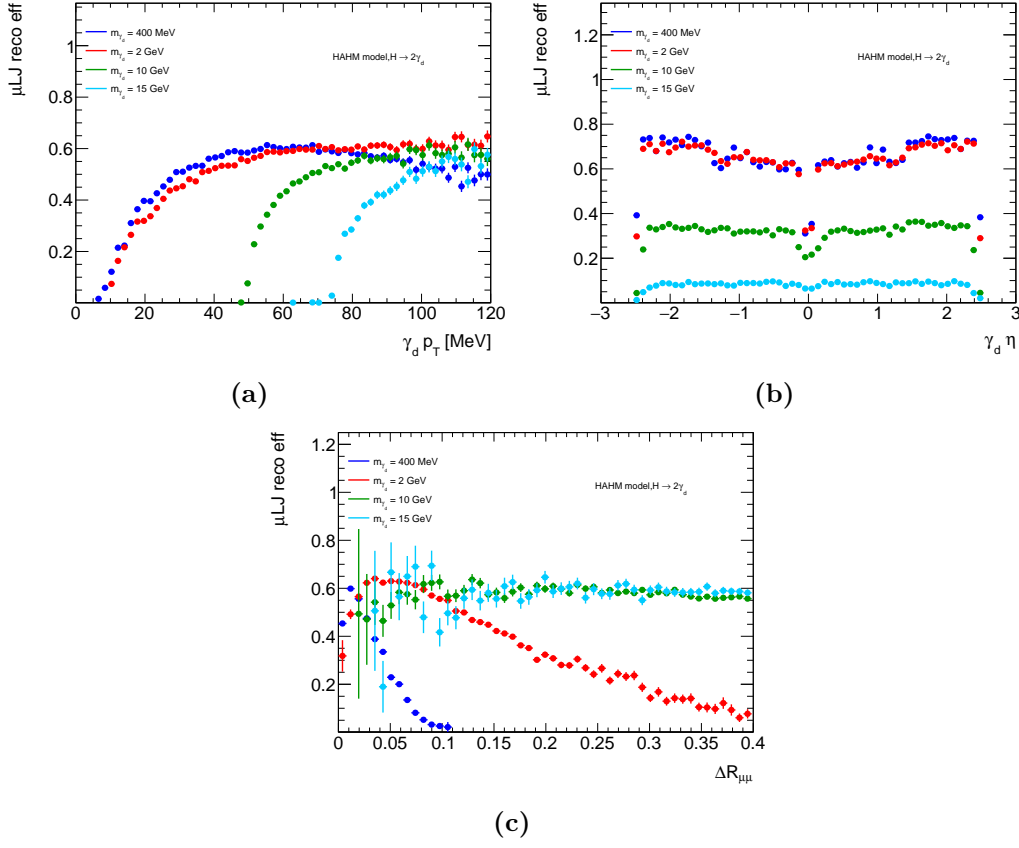 μLJ reco eff
1
0.8
0.6
0.4
0.2
m_γd = 400 MeV
m_γd = 2 GeV
m_γd = 10 GeV
m_γd = 15 GeV
HAHM model,H → 2γ_d
0 20 40 60 80 100 120
γ_d p_T [MeV]
(a)
μLJ reco eff
1.2
1
0.8
0.6
0.4
0.2
m_γd = 400 MeV
m_γd = 2 GeV
m_γd = 10 GeV
m_γd = 15 GeV
HAHM model,H → 2γ_d
−3 −2 −1 0 1 2 3
γ_d η
(b)
μLJ reco eff
1.2
1
0.8
0.6
0.4
0.2
m_γd = 400 MeV
m_γd = 2 GeV
m_γd = 10 GeV
m_γd = 15 GeV
HAHM model,H → 2γ_d
0 0.05 0.1 0.15 0.2 0.25 0.3 0.35 0.4
ΔR_μμ
(c)